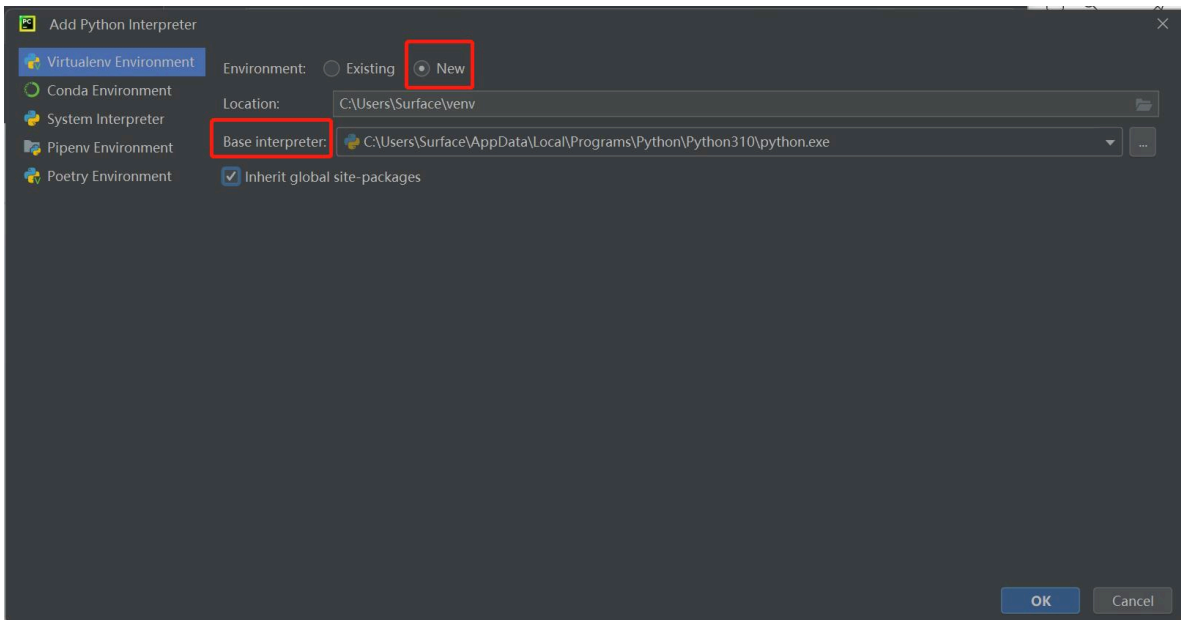 Add Python Interpreter
Virtualenv Environment
Conda Environment
System Interpreter
Pipenv Environment
Poetry Environment
Environment: Existing New
Location: C:\Users\Surface\venv
Base interpreter: C:\Users\Surface\AppData\Local\Programs\Python\Python310\python.exe ...
Inherit global site-packages
OK Cancel